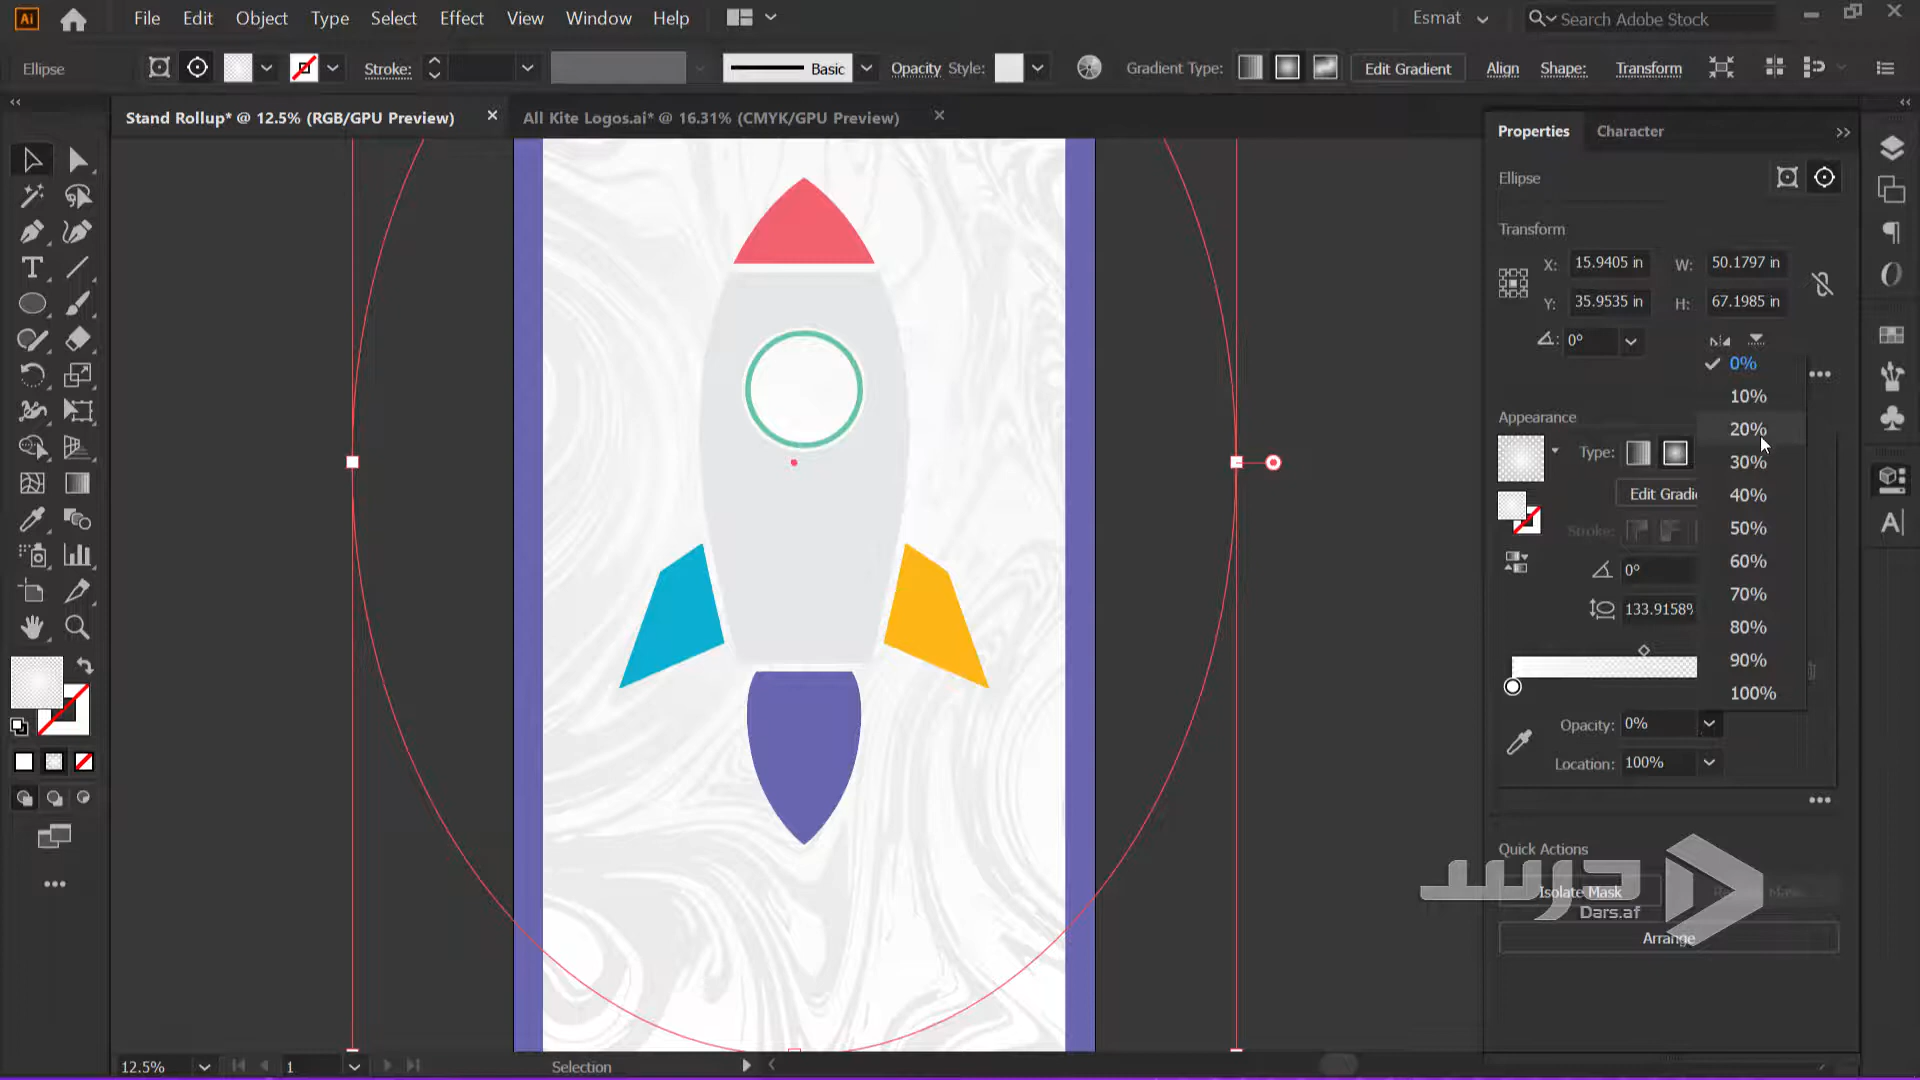 Ai File Edit Object Type Select Effect View Window Help Esmat Search Adobe Stock
Ellipse Stroke: Basic Opacity Style: Gradient Type: Edit Gradient Align Shape: Transform
Stand Rollup* @ 12.5% (RGB/GPU Preview) All Kite Logos.ai* @ 16.31% (CMYK/GPU Preview)
Properties Character
Ellipse
Transform
X: 15.9405 in W: 50.1797 in
Y: 35.9535 in H: 67.1985 in
0°
0%
10%
Appearance
20%
Type:
30%
Edit Gradi
40%
Stroke:
50%
60%
0°
70%
133.9158%
80%
90%
100%
Opacity: 0%
Location: 100%
Quick Actions
Isolate Mask
درس
Dars.af
Arrange
12.5% 1 Selection